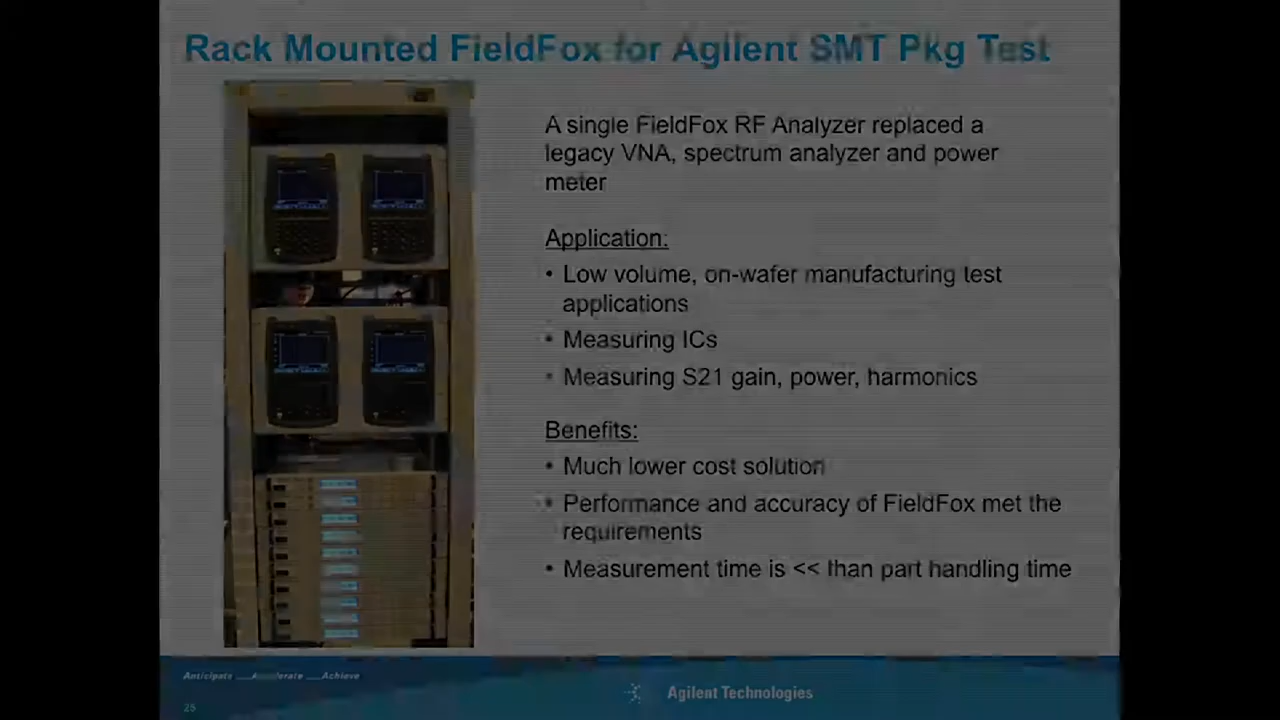 Rack Mounted FieldFox for Agilent SMT Pkg Test
A single FieldFox RF Analyzer replaced a
legacy VNA, spectrum analyzer and power
meter
Application:
• Low volume, on-wafer manufacturing test
applications
• Measuring ICs
• Measuring S21 gain, power, harmonics
Benefits:
• Much lower cost solution
• Performance and accuracy of FieldFox met the
requirements
• Measurement time is << than part handling time
Anticipate ___Accelerate ___Achieve
Agilent Technologies
25